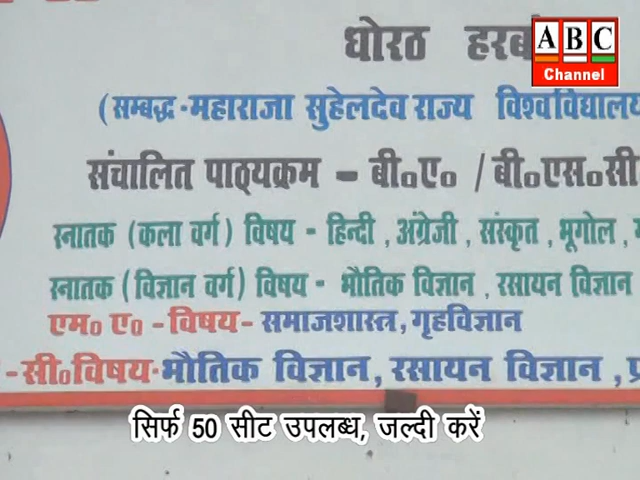 धोरठ
ABC
Channel
(सम्बद्ध-महाराजा सुहेलदेव राज्य विश्वविद्यालय
संचालित पाठ्यक्रम - बी०ए० / बी०एस०सी
स्नातक (कला वर्ग) विषय - हिन्दी, अंग्रेजी, संस्कृत, भूगोल,
स्नातक (विज्ञान वर्ग) विषय - भौतिक विज्ञान, रसायन विज्ञान
एम० ए० -विषय- समाजशास्त्र, गृहविज्ञान
-सी०विषय-भौतिक विज्ञान, रसायन विज्ञान,
सिर्फ 50 सीट उपलब्ध, जल्दी करें